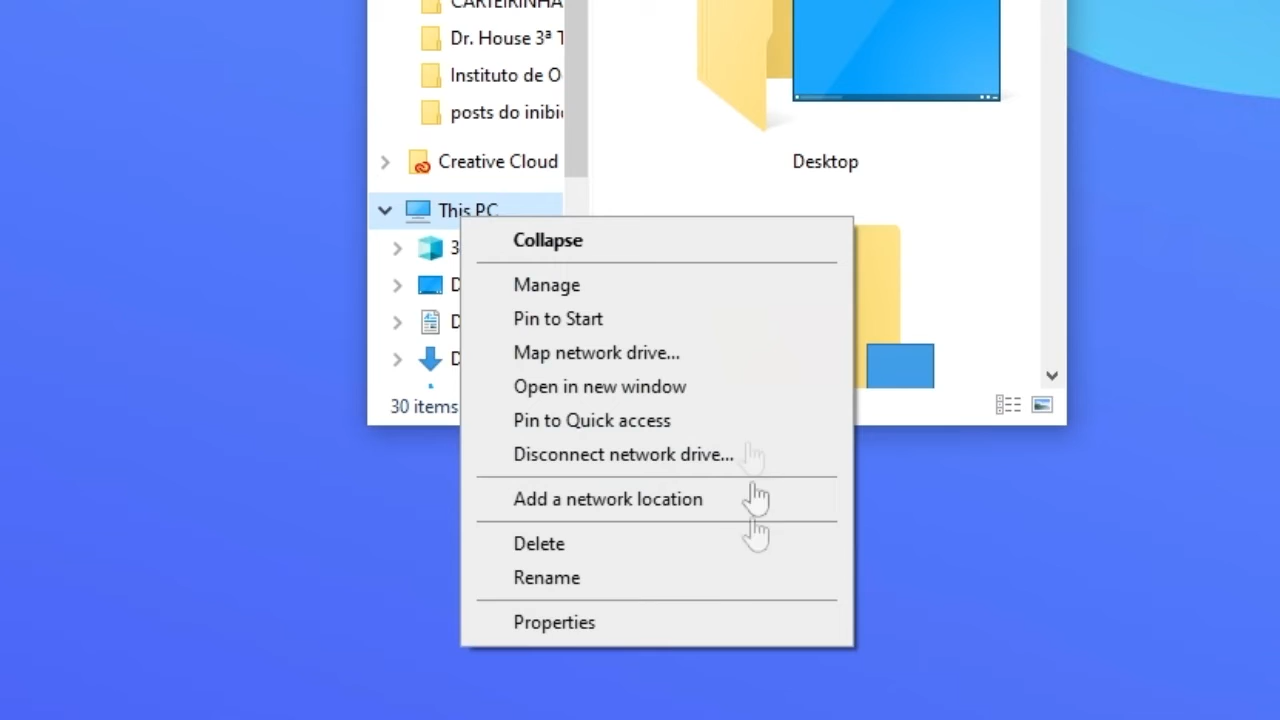 Dr. House 3ª T
Instituto de O
posts do inibi
Creative Cloud
Desktop
This PC
3
D
D
D
30 items
Collapse
Manage
Pin to Start
Map network drive...
Open in new window
Pin to Quick access
Disconnect network drive...
Add a network location
Delete
Rename
Properties